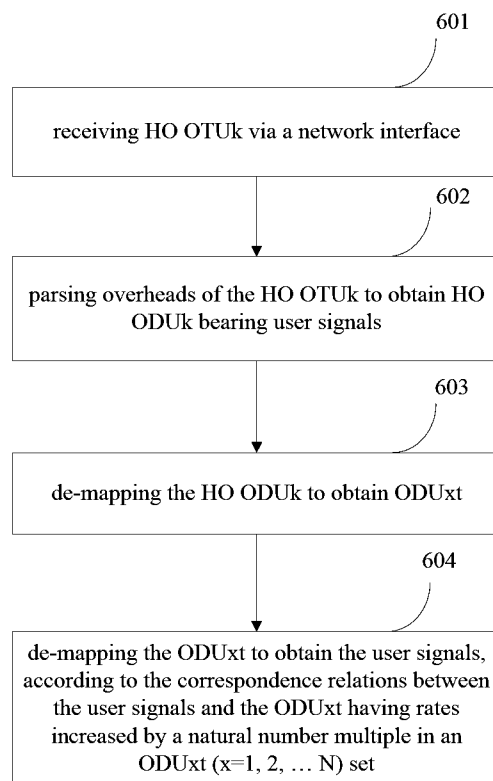 601
receiving HO OTUk via a network interface
602
parsing overheads of the HO OTUk to obtain HO
ODUk bearing user signals
603
de-mapping the HO ODUk to obtain ODUxt
604
de-mapping the ODUxt to obtain the user signals,
according to the correspondence relations between
the user signals and the ODUxt having rates
increased by a natural number multiple in an
ODUxt (x=1, 2, … N) set